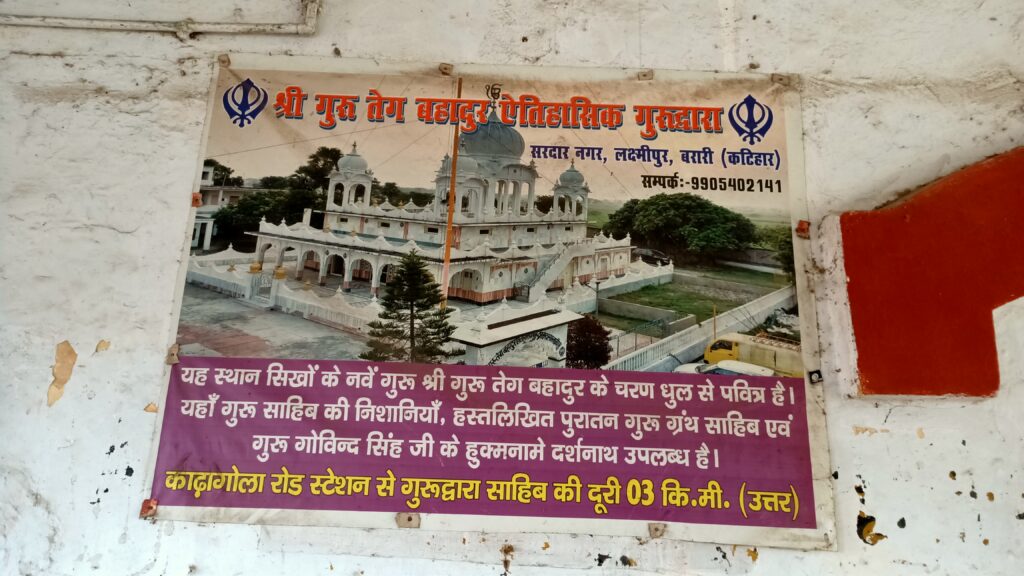 श्री गुरु तेग बहादुर ऐतिहासिक गुरुद्वारा
सरदार नगर, लक्ष्मीपुर, बरारी (कटिहार)
सम्पर्कः-9905402141
यह स्थान सिखों के नवें गुरु श्री गुरु तेग बहादुर के चरण धुल से पवित्र है।
यहाँ गुरु साहिब की निशानियाँ, हस्तलिखित पुरातन गुरु ग्रंथ साहिब एवं
गुरु गोविन्द सिंह जी के हुक्मनामे दर्शनाथ उपलब्ध है।
काढ़ागोला रोड स्टेशन से गुरुद्वारा साहिब की दूरी 03 कि.मी. (उत्तर)